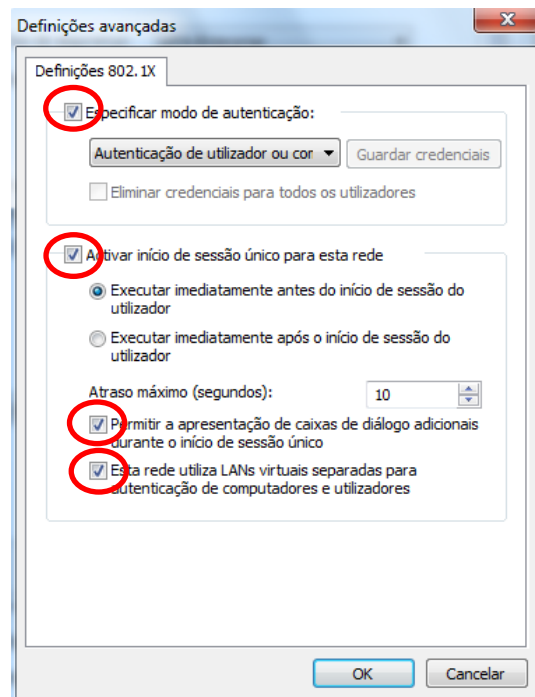 Definições avançadas
Definições 802.1X
Especificar modo de autenticação:
Autenticação de utilizador ou cor
Guardar credenciais
Eliminar credenciais para todos os utilizadores
Activar início de sessão único para esta rede
Executar imediatamente antes do início de sessão do
utilizador
Executar imediatamente após o início de sessão do
utilizador
Atraso máximo (segundos):
10
Permitir a apresentação de caixas de diálogo adicionais
durante o início de sessão único
Esta rede utiliza LANs virtuais separadas para
autenticação de computadores e utilizadores
OK
Cancelar